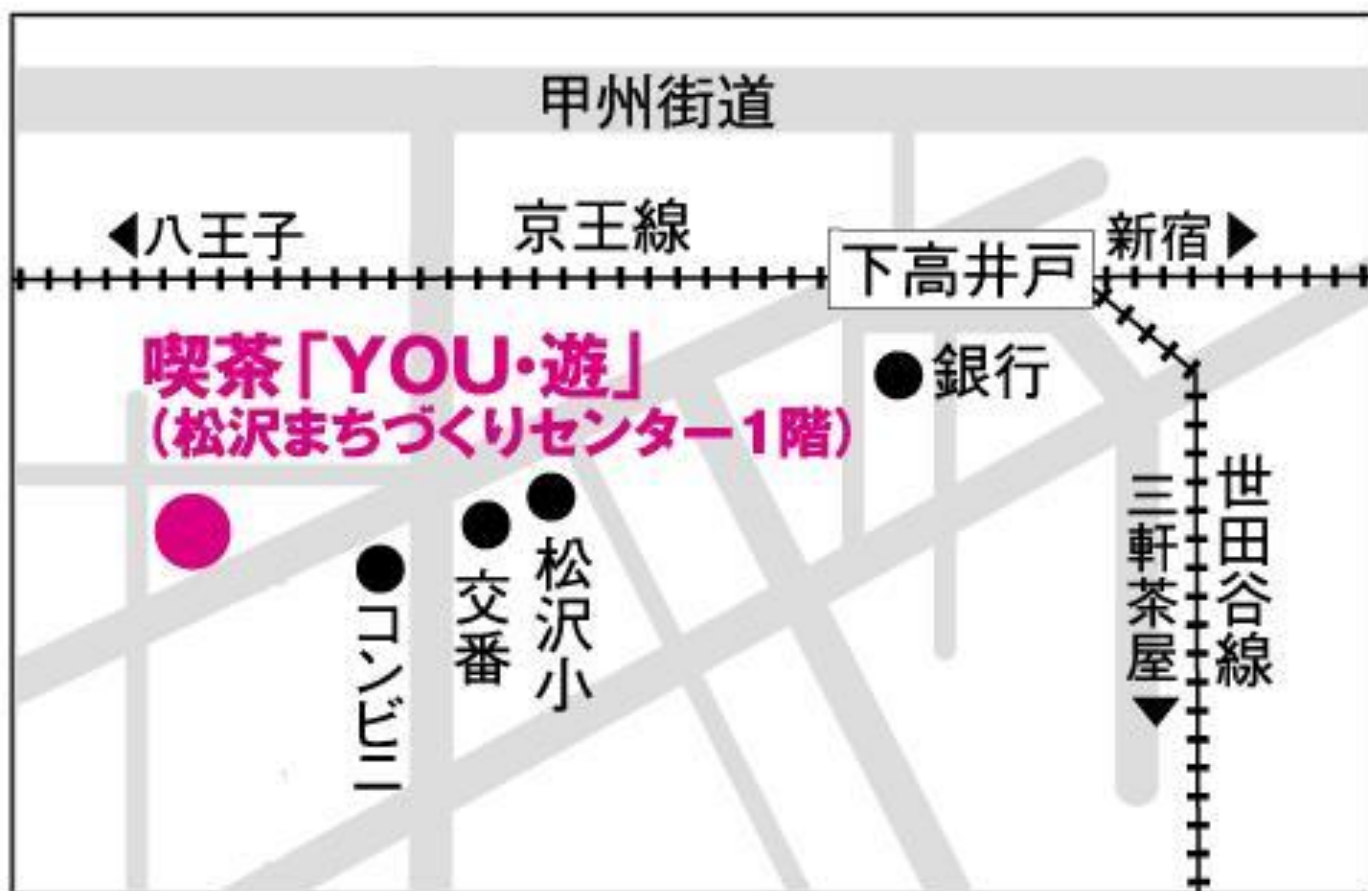 甲州街道
◀八王子
京王線
下高井戸
新宿▶
喫茶「YOU・遊」
(松沢まちづくりセンター1階)
●銀行
コンビニ
交番
松沢小
三軒茶屋▼
世田谷線